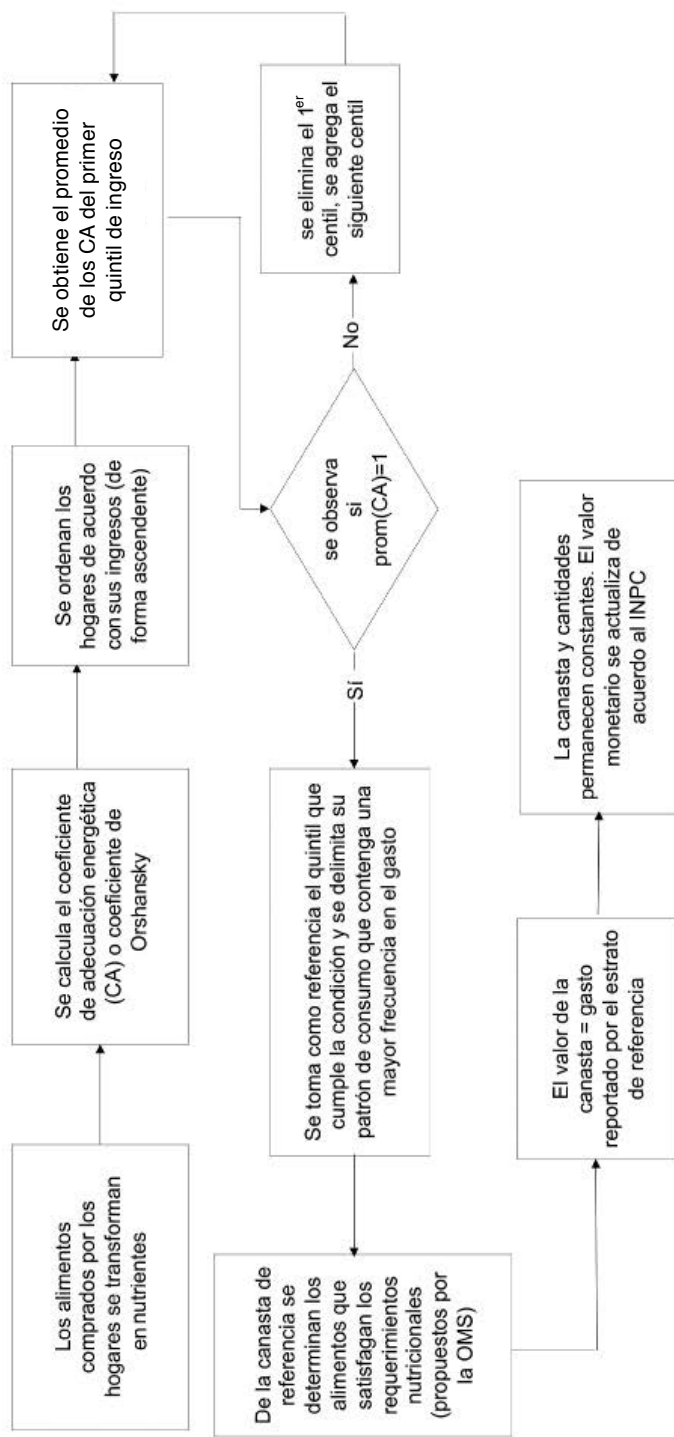 Los alimentos
comprados por los
hogares se transforman
en nutrientes
Se calcula el coeficiente
de adecuación energética
(CA) o coeficiente de
Orshansky
Se ordenan los
hogares de acuerdo
con sus ingresos (de
forma ascendente)
Se obtiene el promedio
de los CA del primer
quintil de ingreso
se observa
si
prom(CA)=1
No
se elimina el 1er
centil, se agrega el
siguiente centil
Sí
Se toma como referencia el quintil que
cumple la condición y se delimita su
patrón de consumo que contenga una
mayor frecuencia en el gasto
De la canasta de
referencia se
determinan los
alimentos que
satisfagan los
requerimientos
nutricionales
(propuestos por
la OMS)
El valor de la
canasta = gasto
reportado por el estrato
de referencia
La canasta y cantidades
permanecen constantes. El valor
monetario se actualiza de
acuerdo al INPC